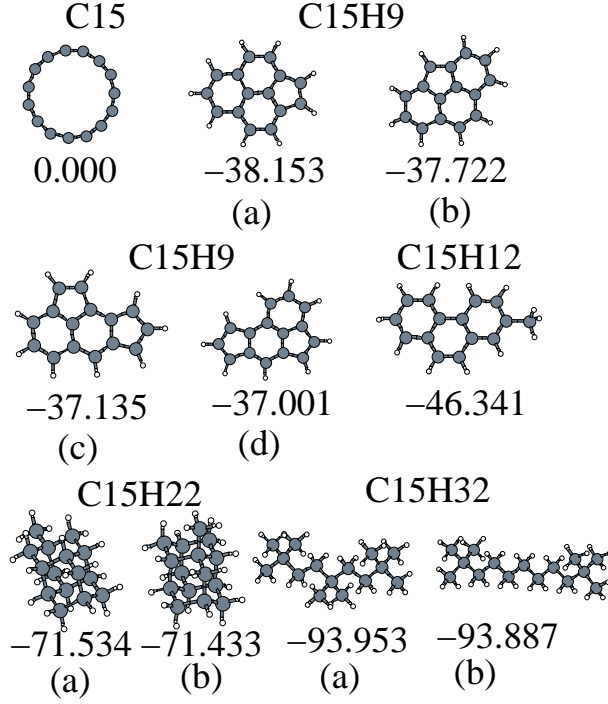 C15 C15H9
0.000 −38.153 −37.722
(a) (b)
C15H9 C15H12
−37.135 −37.001 −46.341
(c) (d)
C15H22 C15H32
−71.534 −71.433 −93.953 −93.887
(a) (b) (a) (b)